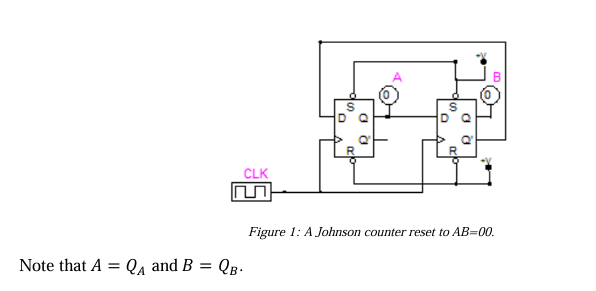 +V
A
B
0
0
S
S
D Q
D Q
Q'
Q'
R
R
+V
CLK
Figure 1: A Johnson counter reset to AB=00.
Note that A = Q_A and B = Q_B.